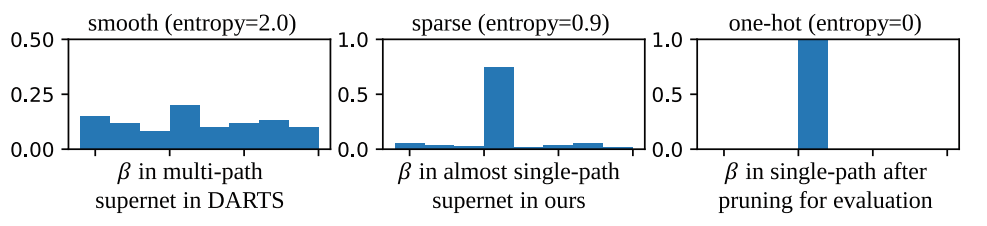 smooth (entropy=2.0)
0.50
0.25
0.00
β in multi-path
supernet in DARTS
sparse (entropy=0.9)
1.0
0.5
0.0
β in almost single-path
supernet in ours
one-hot (entropy=0)
1.0
0.5
0.0
β in single-path after
pruning for evaluation